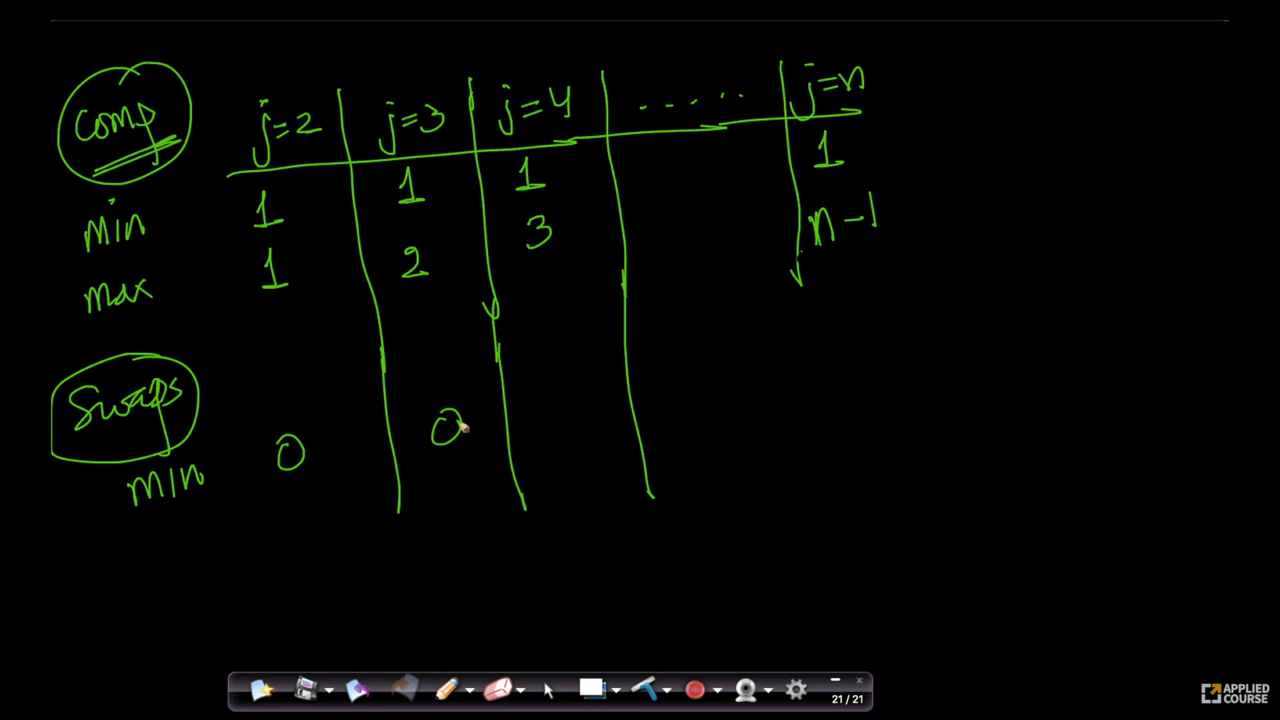 Comp j=2 j=3 j=4 ..... j=n
min 1 1 1 1
max 1 2 3 n-1
Swaps
min 0 0
21 / 21
APPLIED
COURSE